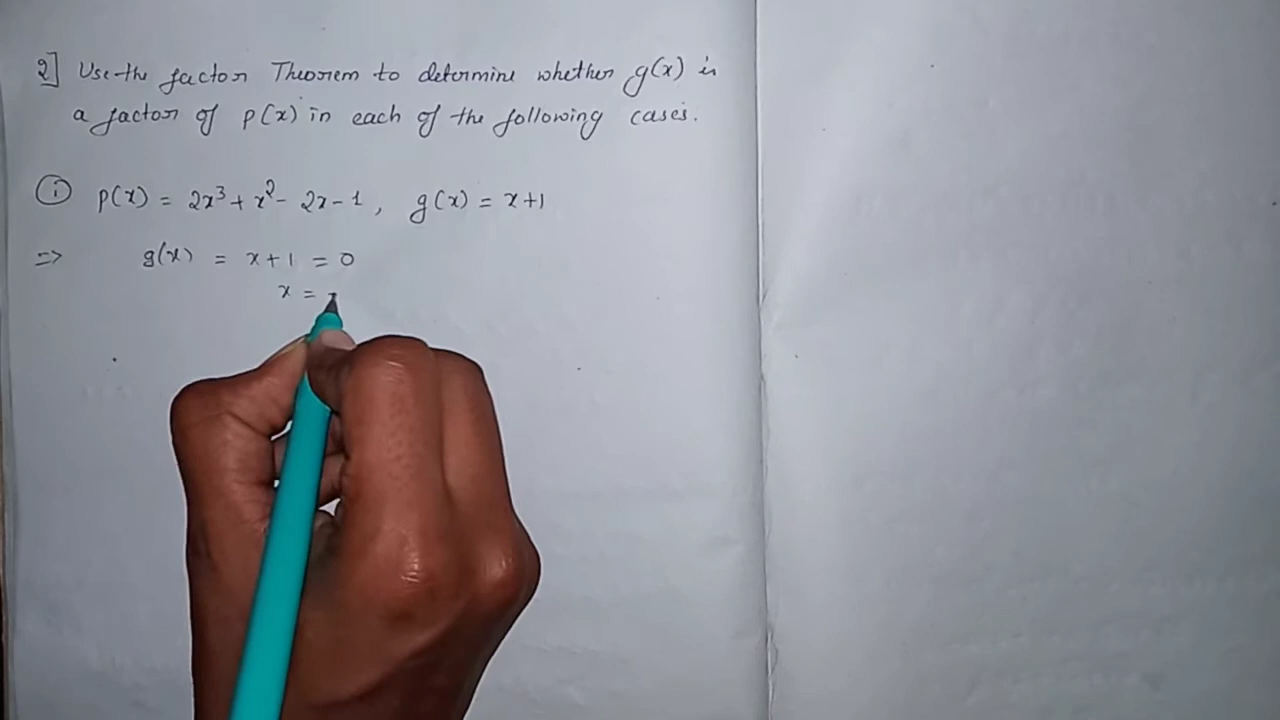 2] Use the factor Theorem to determine whether g(x) is
a factor of p(x) in each of the following cases.
(i) p(x) = 2x³ + x² - 2x - 1, g(x) = x+1
=> g(x) = x + 1 = 0
x = -